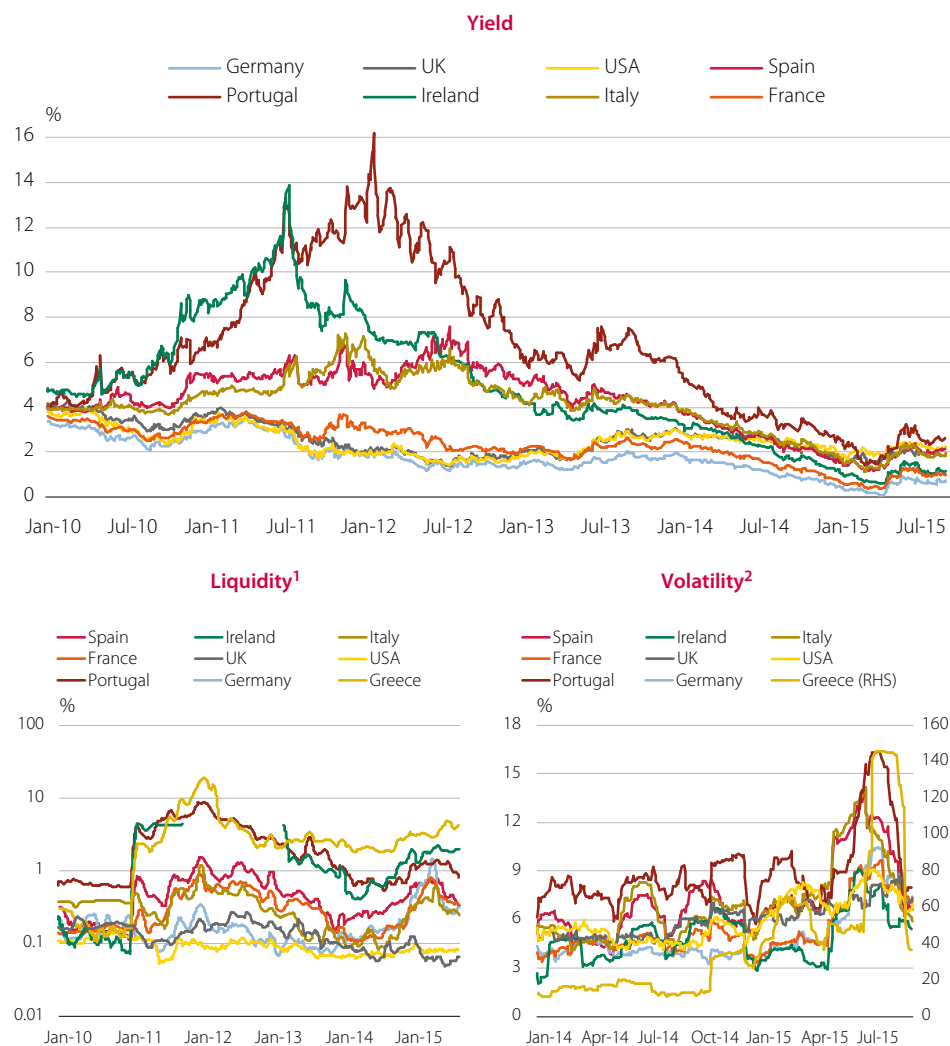 Yield
Germany UK USA Spain
Portugal Ireland Italy France
%
16
14
12
10
8
6
4
2
0
Jan-10 Jul-10 Jan-11 Jul-11 Jan-12 Jul-12 Jan-13 Jul-13 Jan-14 Jul-14 Jan-15 Jul-15
Liquidity1
Spain Ireland Italy
France UK USA
Portugal Germany Greece
%
100
10
1
0.1
0.01
Jan-10 Jan-11 Jan-12 Jan-13 Jan-14 Jan-15
Volatility2
Spain Ireland Italy
France UK USA
Portugal Germany Greece (RHS)
%
18 160
15 140
12 120
9 100
6 80
3 60
0 40
20
0
Jan-14 Apr-14 Jul-14 Oct-14 Jan-15 Apr-15 Jul-15